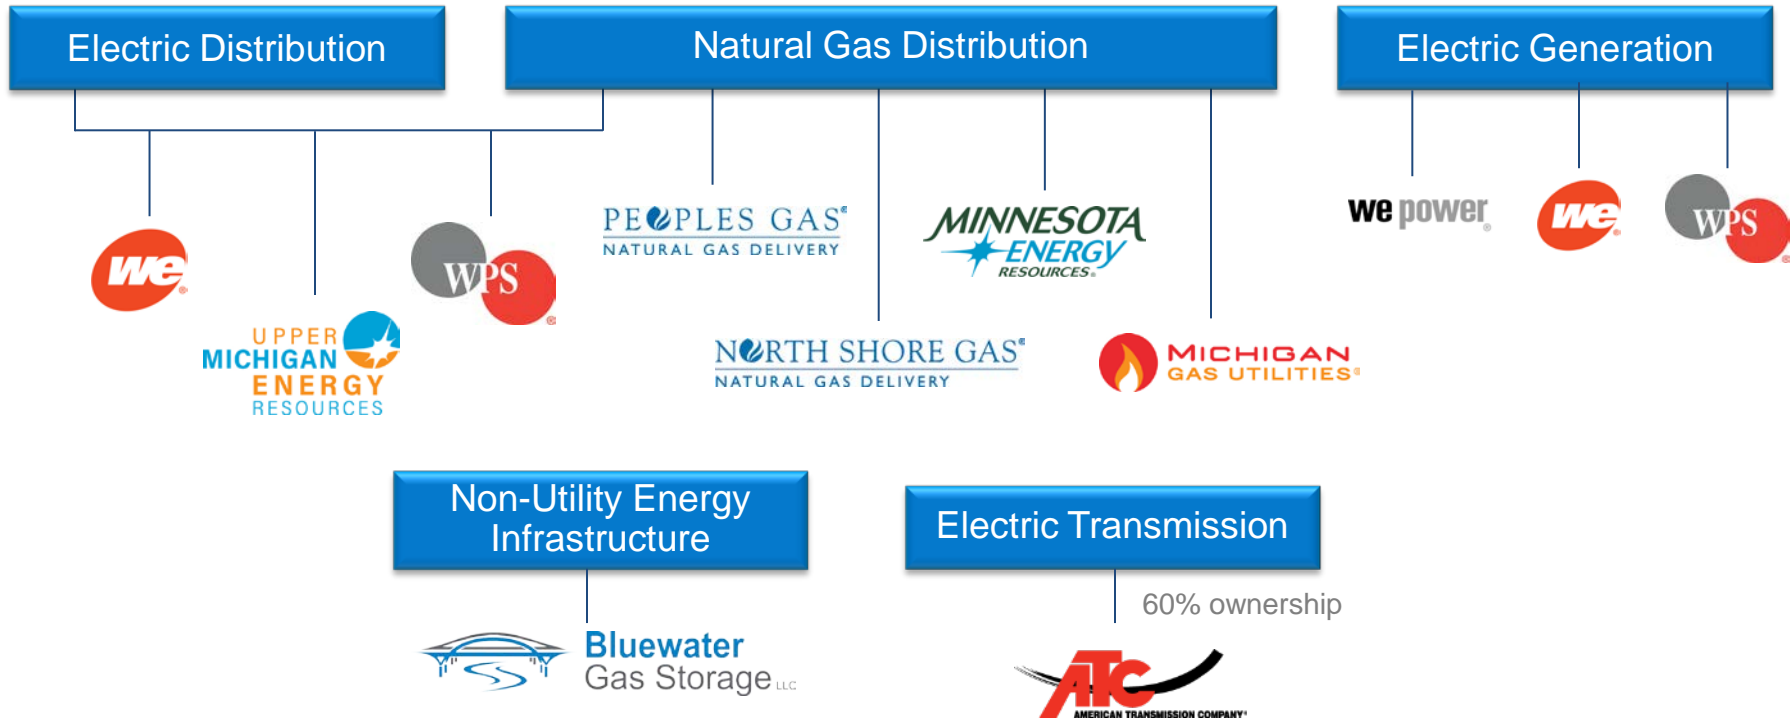 Electric Distribution
Natural Gas Distribution
Electric Generation
we®
UPPER
MICHIGAN
ENERGY
RESOURCES
WPS®
PEOPLES GAS®
NATURAL GAS DELIVERY
NORTH SHORE GAS®
NATURAL GAS DELIVERY
MINNESOTA
ENERGY
RESOURCES®
MICHIGAN
GAS UTILITIES®
we power®
we®
WPS®
Non-Utility Energy
Infrastructure
Electric Transmission
60% ownership
Bluewater
Gas Storage LLC
ATC
AMERICAN TRANSMISSION COMPANY®